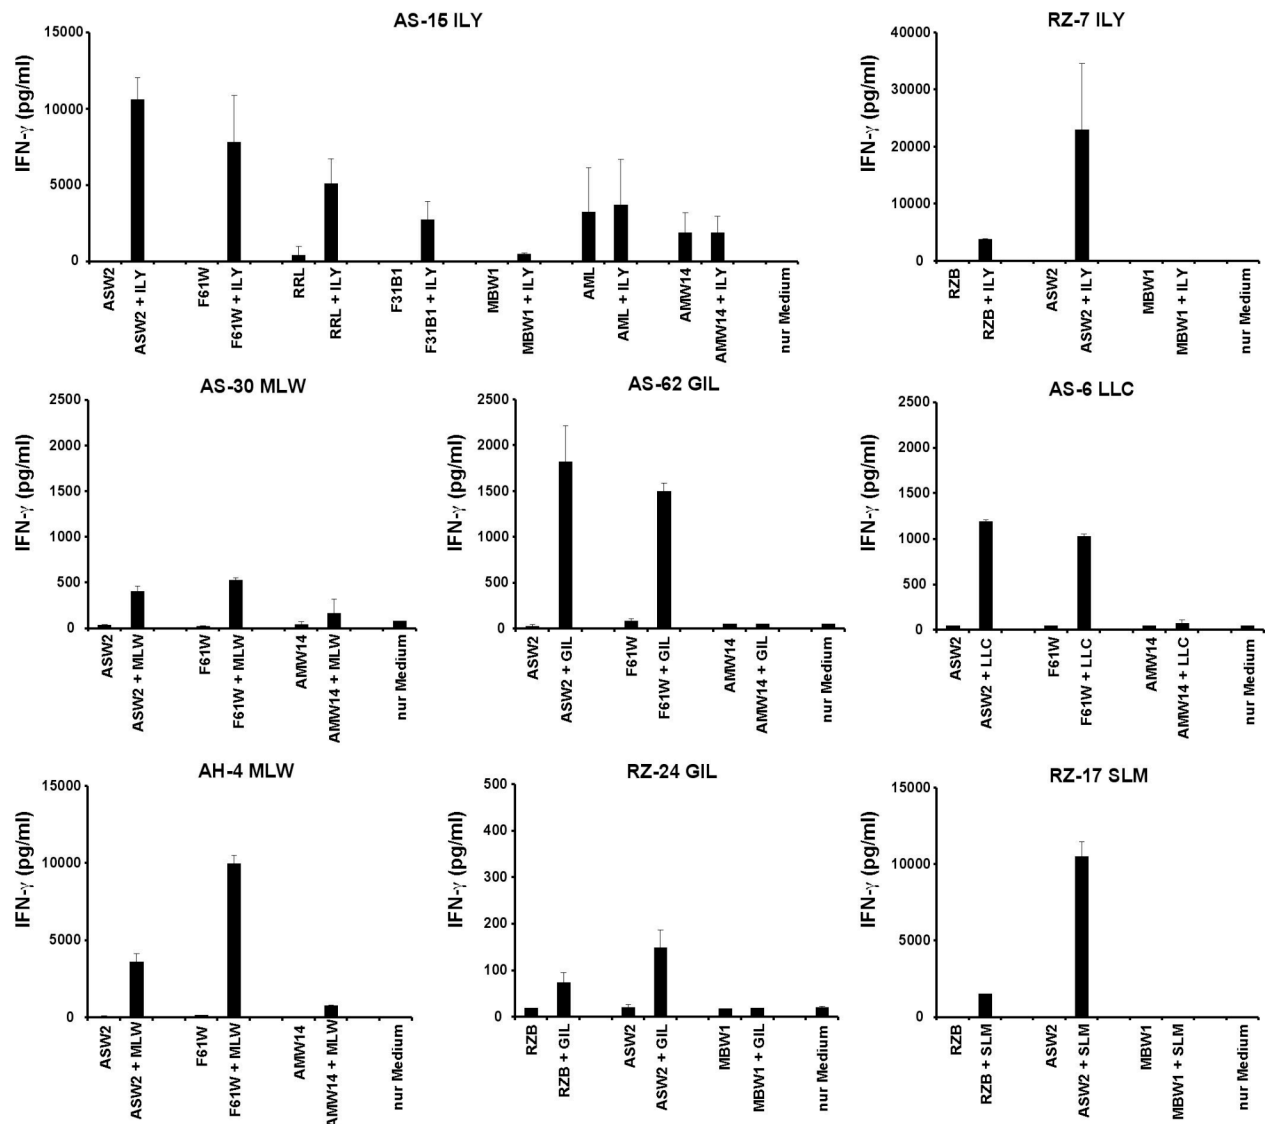 AS-15 ILY
IFN-γ (pg/ml)
15000
10000
5000
0
ASW2
ASW2 + ILY
F61W
F61W + ILY
RRL
RRL + ILY
F31B1
F31B1 + ILY
MBW1
MBW1 + ILY
AML
AML + ILY
AMW14
AMW14 + ILY
nur Medium
RZ-7 ILY
IFN-γ (pg/ml)
40000
30000
20000
10000
0
RZB
RZB + ILY
ASW2
ASW2 + ILY
MBW1
MBW1 + ILY
nur Medium
AS-30 MLW
IFN-γ (pg/ml)
2500
2000
1500
1000
500
0
ASW2
ASW2 + MLW
F61W
F61W + MLW
AMW14
AMW14 + MLW
nur Medium
AS-62 GIL
IFN-γ (pg/ml)
2500
2000
1500
1000
500
0
ASW2
ASW2 + GIL
F61W
F61W + GIL
AMW14
AMW14 + GIL
nur Medium
AS-6 LLC
IFN-γ (pg/ml)
2500
2000
1500
1000
500
0
ASW2
ASW2 + LLC
F61W
F61W + LLC
AMW14
AMW14 + LLC
nur Medium
AH-4 MLW
IFN-γ (pg/ml)
15000
10000
5000
0
ASW2
ASW2 + MLW
F61W
F61W + MLW
AMW14
AMW14 + MLW
nur Medium
RZ-24 GIL
IFN-γ (pg/ml)
500
400
300
200
100
0
RZB
RZB + GIL
ASW2
ASW2 + GIL
MBW1
MBW1 + GIL
nur Medium
RZ-17 SLM
IFN-γ (pg/ml)
15000
10000
5000
0
RZB
RZB + SLM
ASW2
ASW2 + SLM
MBW1
MBW1 + SLM
nur Medium